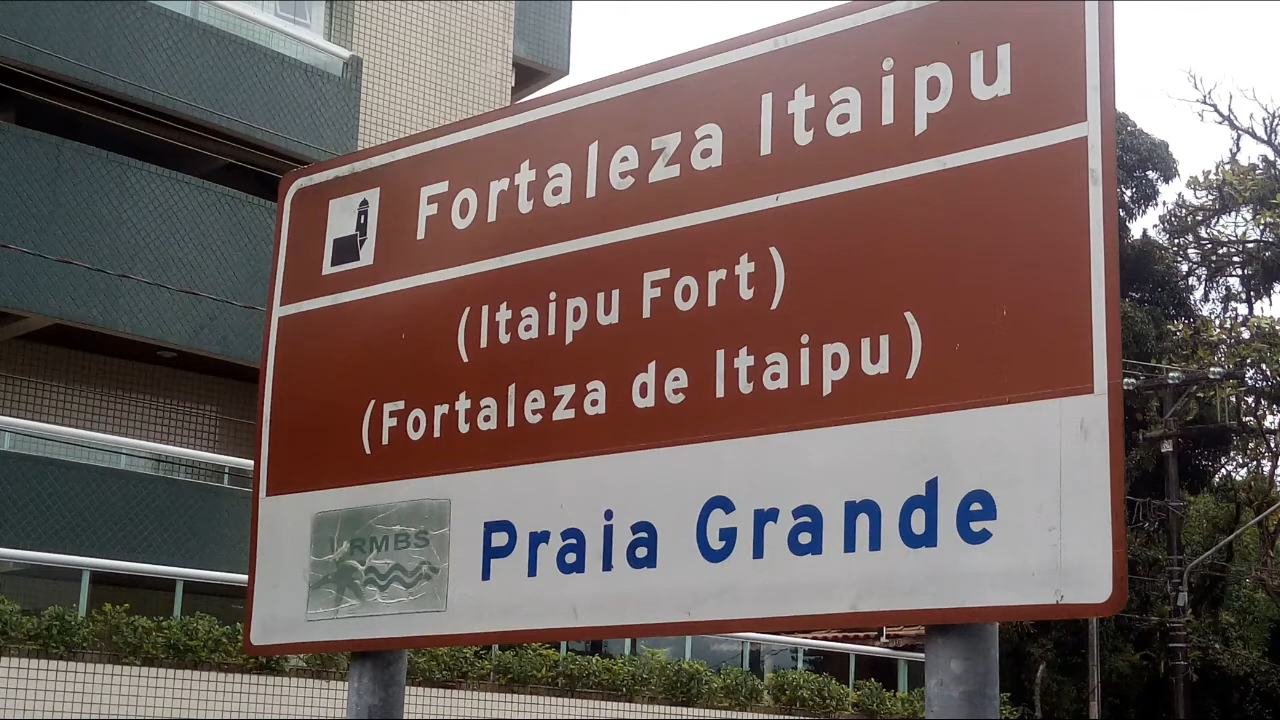 Fortaleza Itaipu
(Itaipu Fort)
(Fortaleza de Itaipu)
RMBS
Praia Grande